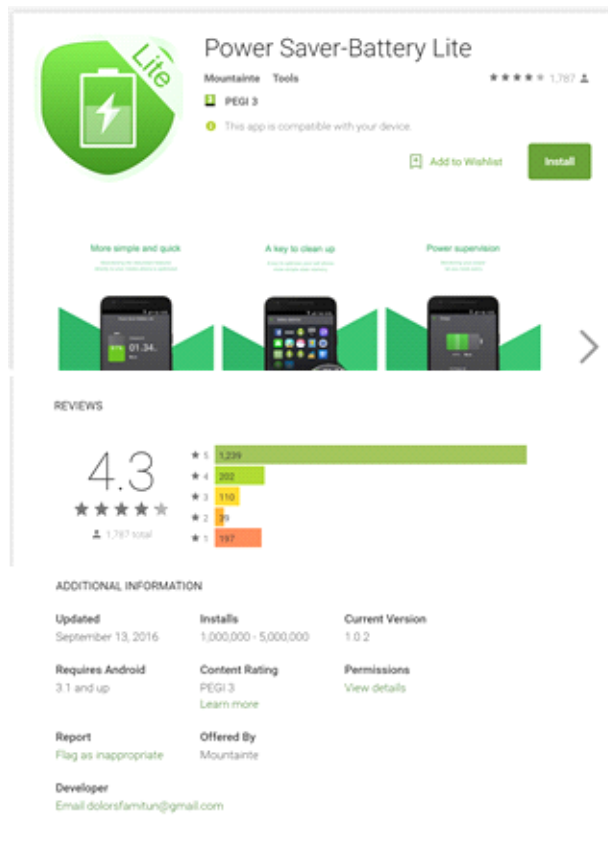 Lite
Power Saver-Battery Lite
Mountainte Tools
1,787
PEGI 3
This app is compatible with your device.
Add to Wishlist
Install
More simple and quick
A key to clean up
Power supervision
01.34.
REVIEWS
4.3
1,787 total
5 1,239
4 202
3 110
2 39
1 197
ADDITIONAL INFORMATION
Updated Installs Current Version
September 13, 2016 1,000,000 - 5,000,000 1.0.2
Requires Android Content Rating Permissions
3.1 and up PEGI 3 View details
Learn more
Report Offered By
Flag as inappropriate Mountainte
Developer
Email dolorsfamitun@gmail.com